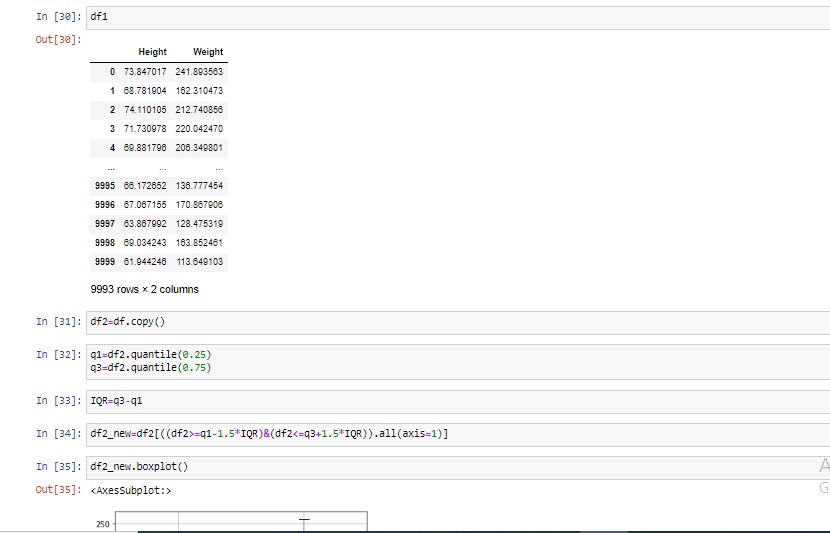 In [30]: df1
Out[30]:
Height Weight
0 73.847017 241.893563
1 68.781904 162.310473
2 74.110105 212.740856
3 71.730978 220.042470
4 69.881796 206.349801
... ... ...
9995 66.172652 136.777454
9996 67.067155 170.867906
9997 63.867992 128.475319
9998 69.034243 163.852461
9999 61.944246 113.649103
9993 rows × 2 columns
In [31]: df2=df.copy()
In [32]: q1=df2.quantile(0.25)
q3=df2.quantile(0.75)
In [33]: IQR=q3-q1
In [34]: df2_new=df2[((df2>=q1-1.5*IQR)&(df2<=q3+1.5*IQR)).all(axis=1)]
In [35]: df2_new.boxplot()
A
Out[35]: <AxesSubplot:>
G
250